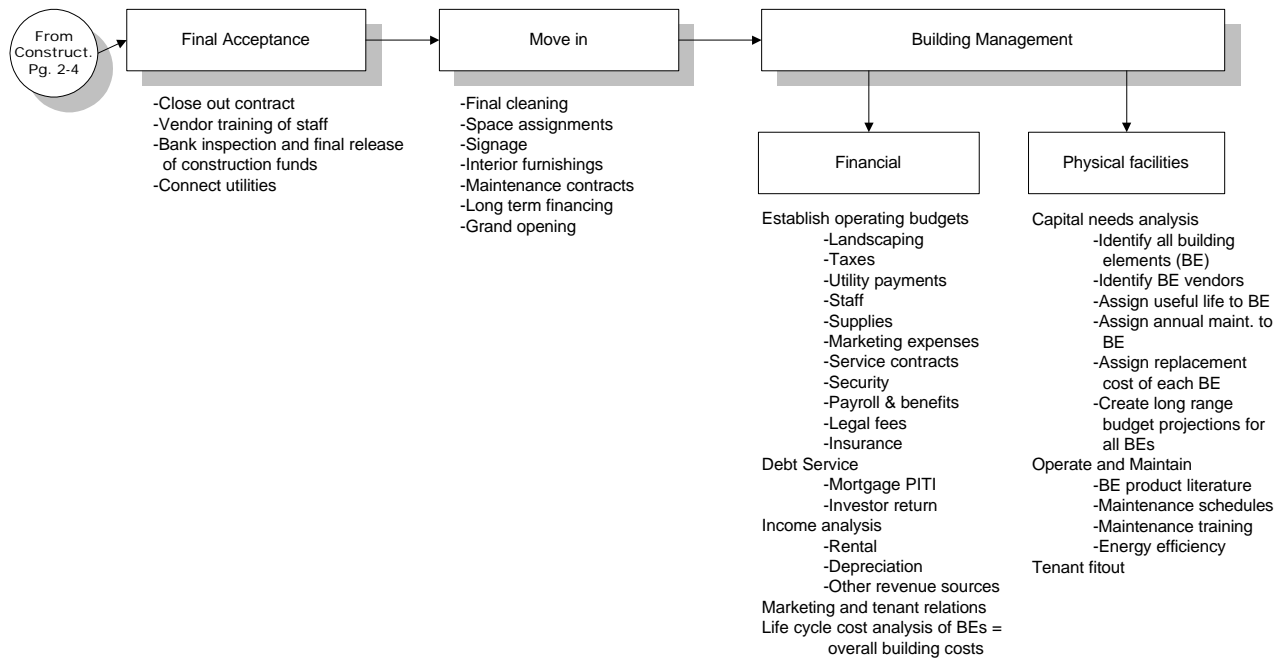 From
Construct.
Pg. 2-4
Final Acceptance
-Close out contract
-Vendor training of staff
-Bank inspection and final release
of construction funds
-Connect utilities
Move in
-Final cleaning
-Space assignments
-Signage
-Interior furnishings
-Maintenance contracts
-Long term financing
-Grand opening
Building Management
Financial
Establish operating budgets
-Landscaping
-Taxes
-Utility payments
-Staff
-Supplies
-Marketing expenses
-Service contracts
-Security
-Payroll & benefits
-Legal fees
-Insurance
Debt Service
-Mortgage PITI
-Investor return
Income analysis
-Rental
-Depreciation
-Other revenue sources
Marketing and tenant relations
Life cycle cost analysis of BEs =
overall building costs
Physical facilities
Capital needs analysis
-Identify all building
elements (BE)
-Identify BE vendors
-Assign useful life to BE
-Assign annual maint. to
BE
-Assign replacement
cost of each BE
-Create long range
budget projections for
all BEs
Operate and Maintain
-BE product literature
-Maintenance schedules
-Maintenance training
-Energy efficiency
Tenant fitout